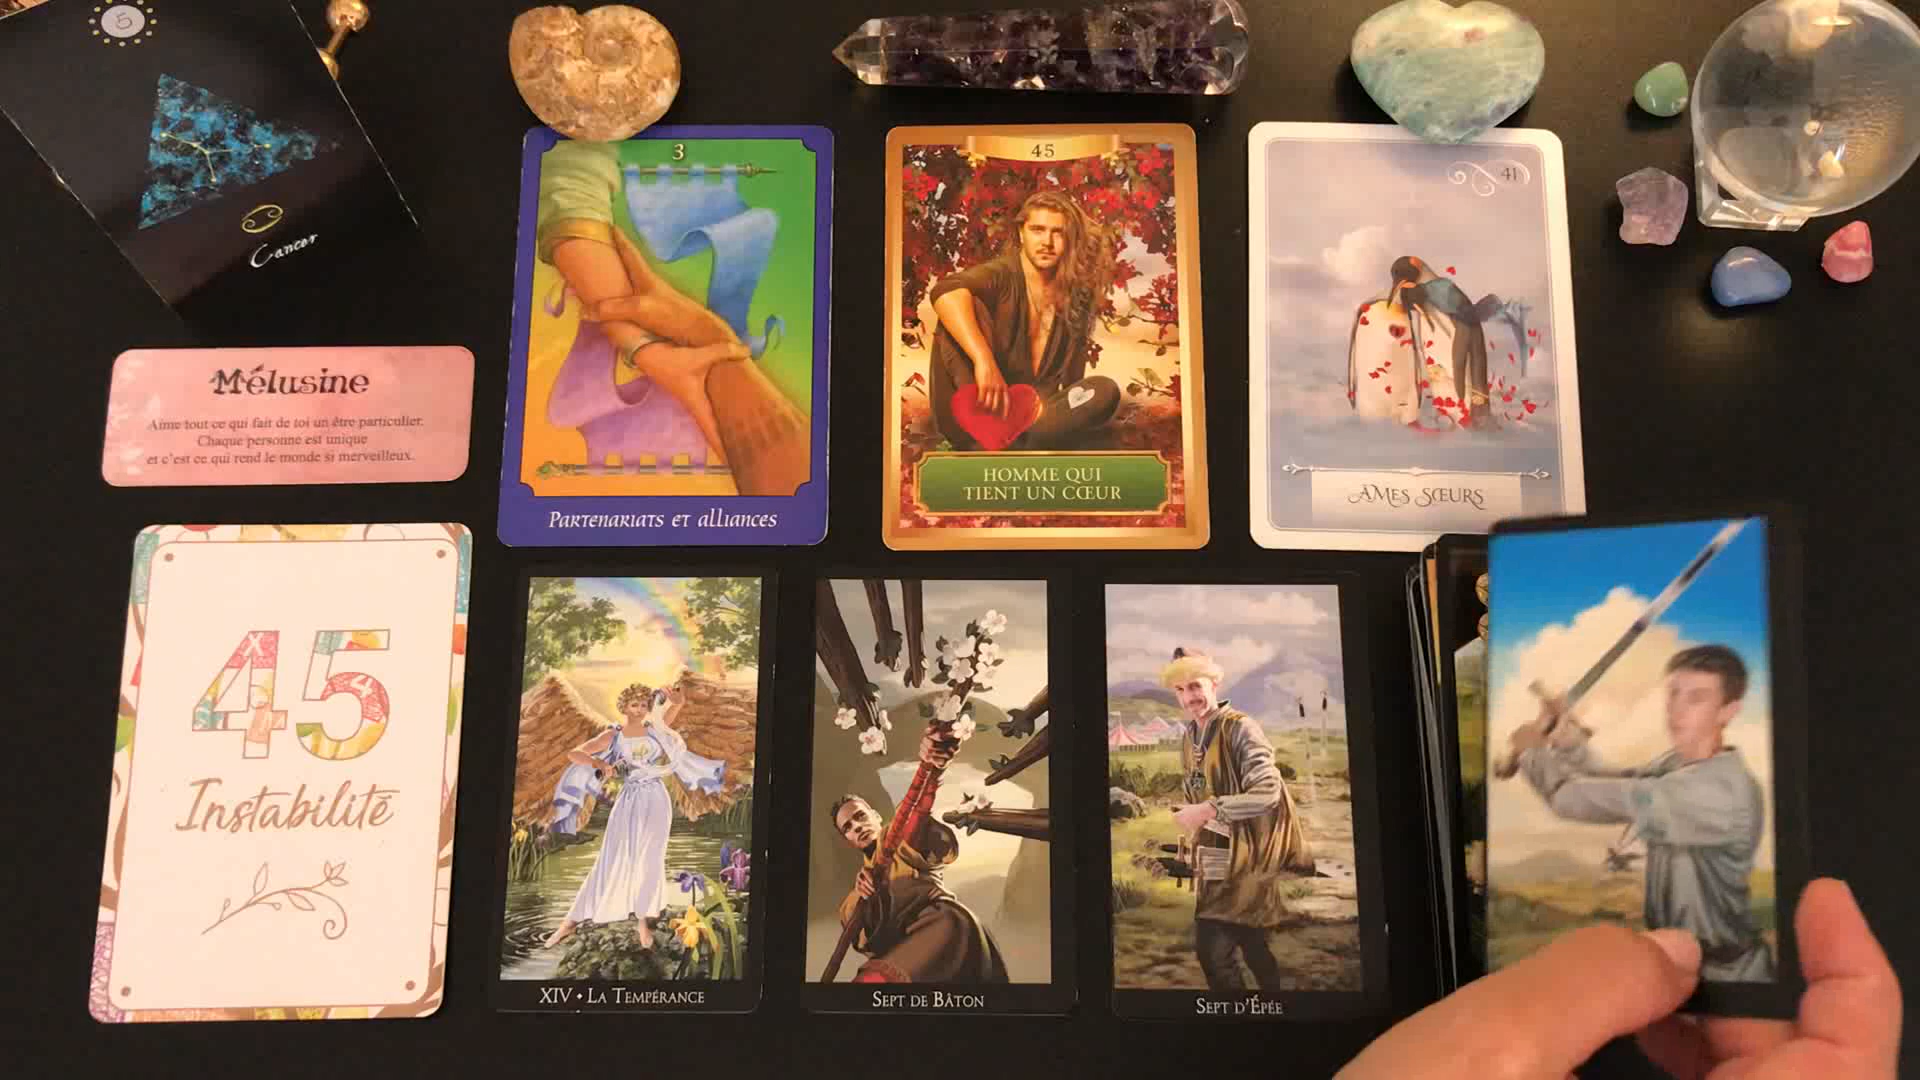 5
Cancer
Mélusine
Aime tout ce qui fait de toi un être particulier.
Chaque personne est unique
et c'est ce qui rend le monde si merveilleux.
3
Partenariats et alliances
45
HOMME QUI
TIENT UN CŒUR
41
ÂMES SŒURS
45
Instabilité
XIV • La Tempérance
Sept de Bâton
Sept d'Épée